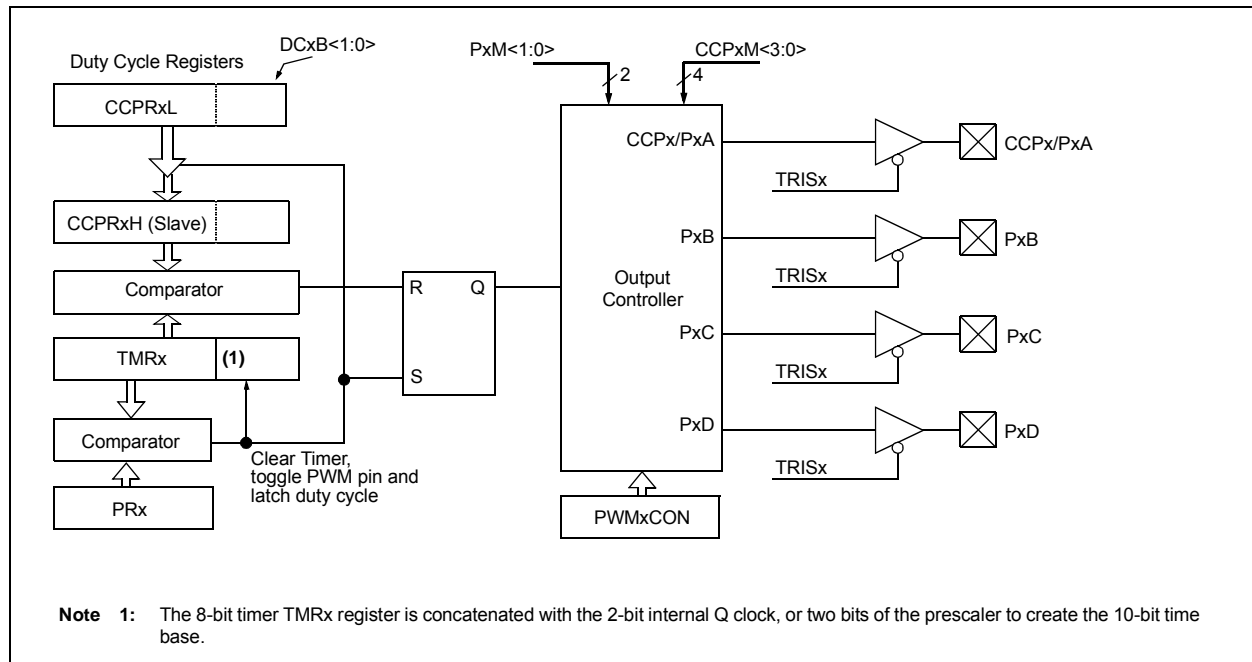 DCxB<1:0>
Duty Cycle Registers
CCPRxL
CCPRxH (Slave)
Comparator
TMRx
(1)
Comparator
PRx
Clear Timer,
toggle PWM pin and
latch duty cycle
R
Q
S
PxM<1:0>
2
CCPxM<3:0>
4
Output
Controller
CCPx/PxA
PxB
PxC
PxD
PWMxCON
TRISx
CCPx/PxA
TRISx
PxB
TRISx
PxC
TRISx
PxD
Note 1: The 8-bit timer TMRx register is concatenated with the 2-bit internal Q clock, or two bits of the prescaler to create the 10-bit time
base.